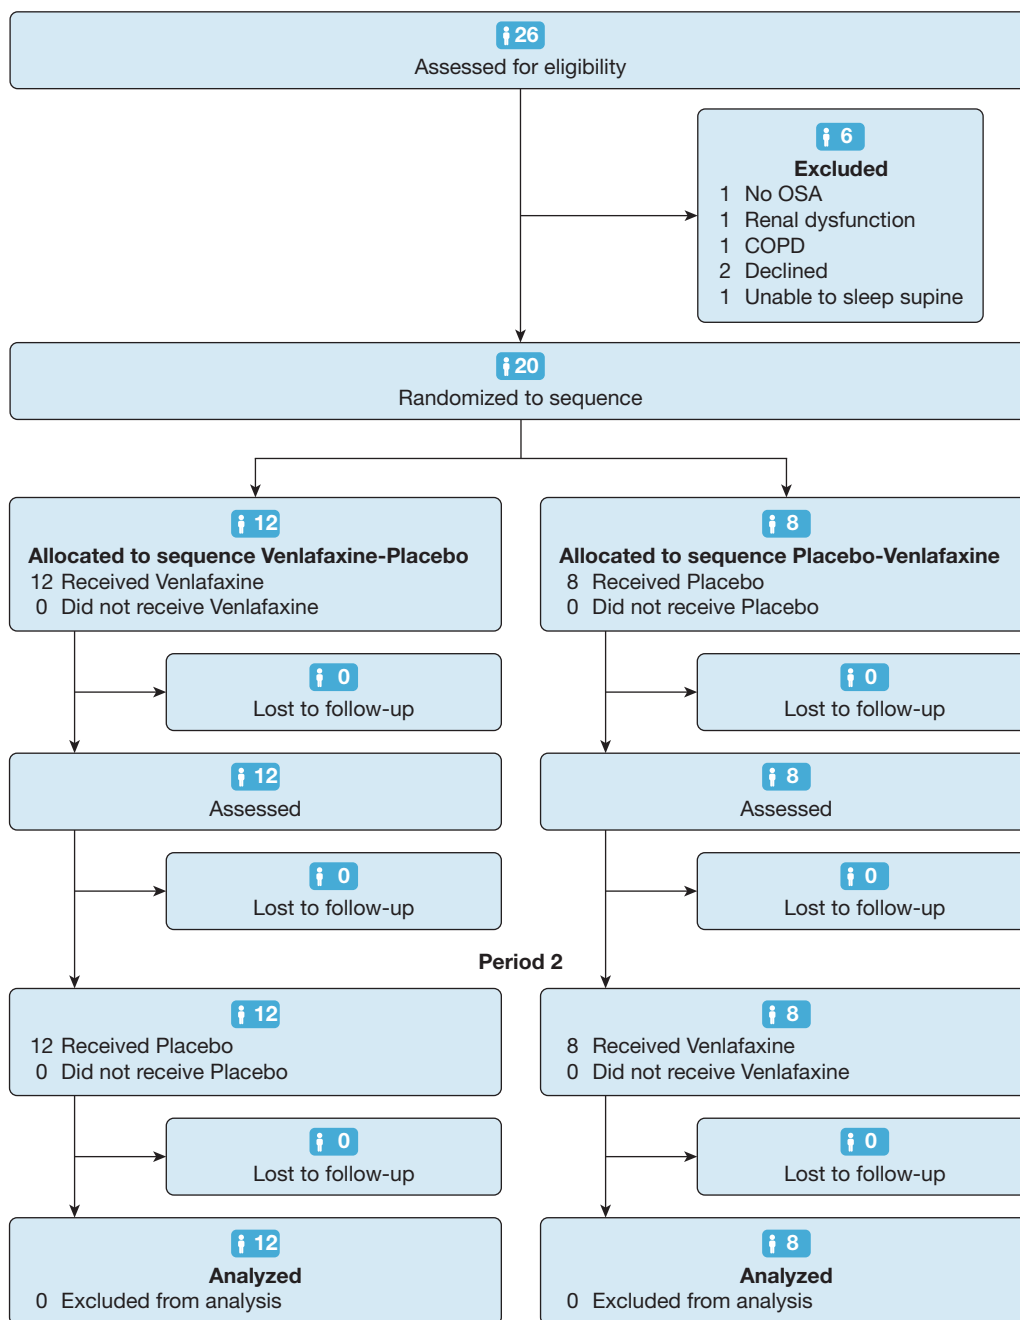 26
Assessed for eligibility
6
Excluded
1 No OSA
1 Renal dysfunction
1 COPD
2 Declined
1 Unable to sleep supine
20
Randomized to sequence
12
Allocated to sequence Venlafaxine-Placebo
12 Received Venlafaxine
0 Did not receive Venlafaxine
8
Allocated to sequence Placebo-Venlafaxine
8 Received Placebo
0 Did not receive Placebo
0
Lost to follow-up
0
Lost to follow-up
12
Assessed
8
Assessed
0
Lost to follow-up
0
Lost to follow-up
Period 2
12
12 Received Placebo
0 Did not receive Placebo
8
8 Received Venlafaxine
0 Did not receive Venlafaxine
0
Lost to follow-up
0
Lost to follow-up
12
Analyzed
0 Excluded from analysis
8
Analyzed
0 Excluded from analysis